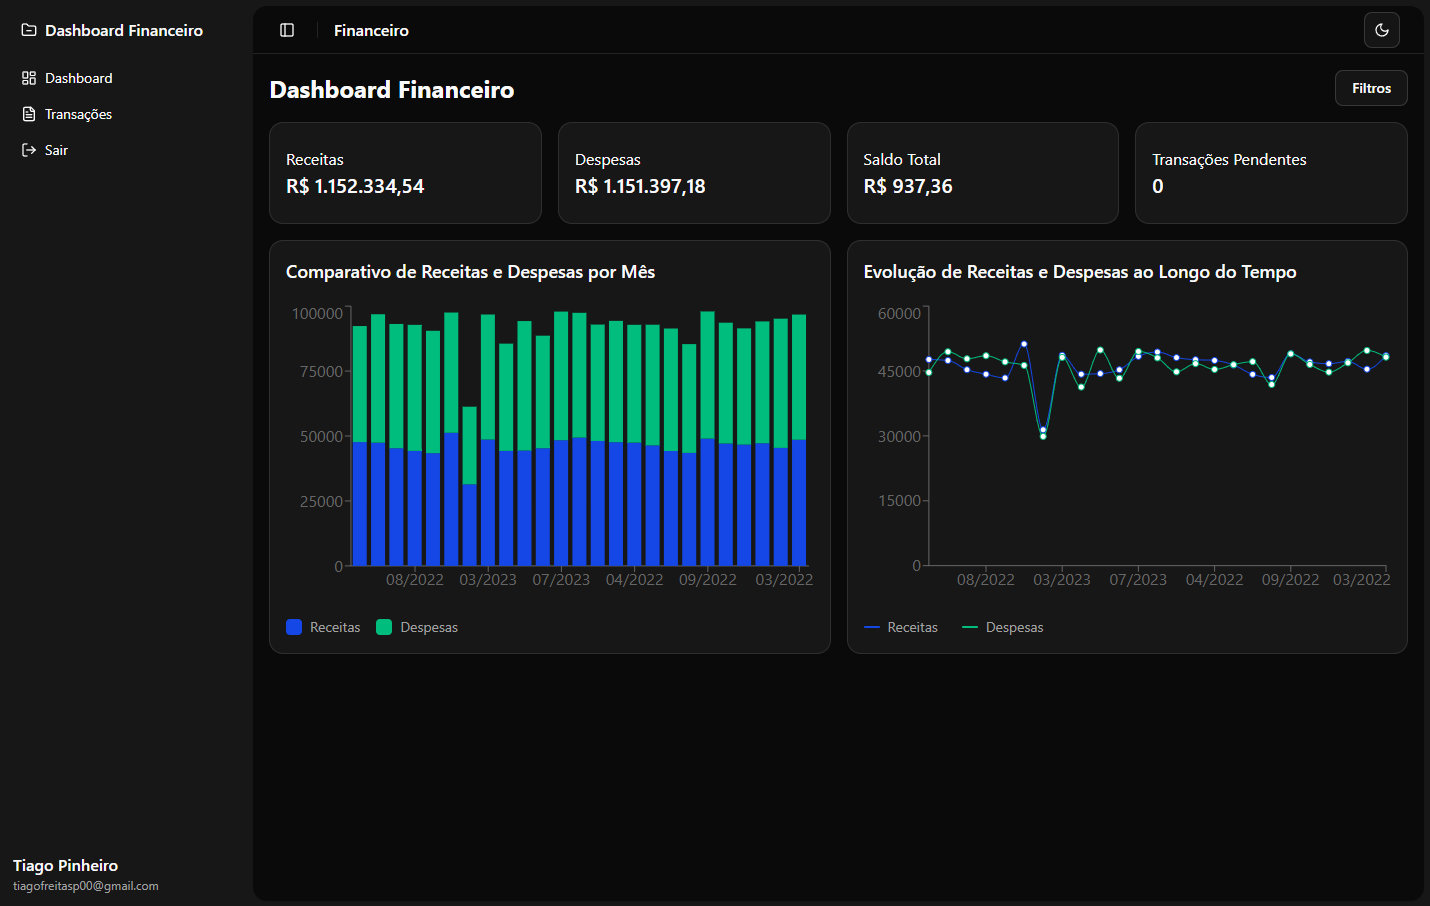 Dashboard Financeiro
Dashboard
Transações
Sair
Tiago Pinheiro
tiagofreitasp00@gmail.com
Financeiro
Dashboard Financeiro
Filtros
Receitas
R$ 1.152.334,54
Despesas
R$ 1.151.397,18
Saldo Total
R$ 937,36
Transações Pendentes
0
Comparativo de Receitas e Despesas por Mês
100000
75000
50000
25000
0
08/2022 03/2023 07/2023 04/2022 09/2022 03/2022
Receitas Despesas
Evolução de Receitas e Despesas ao Longo do Tempo
60000
45000
30000
15000
0
08/2022 03/2023 07/2023 04/2022 09/2022 03/2022
Receitas Despesas